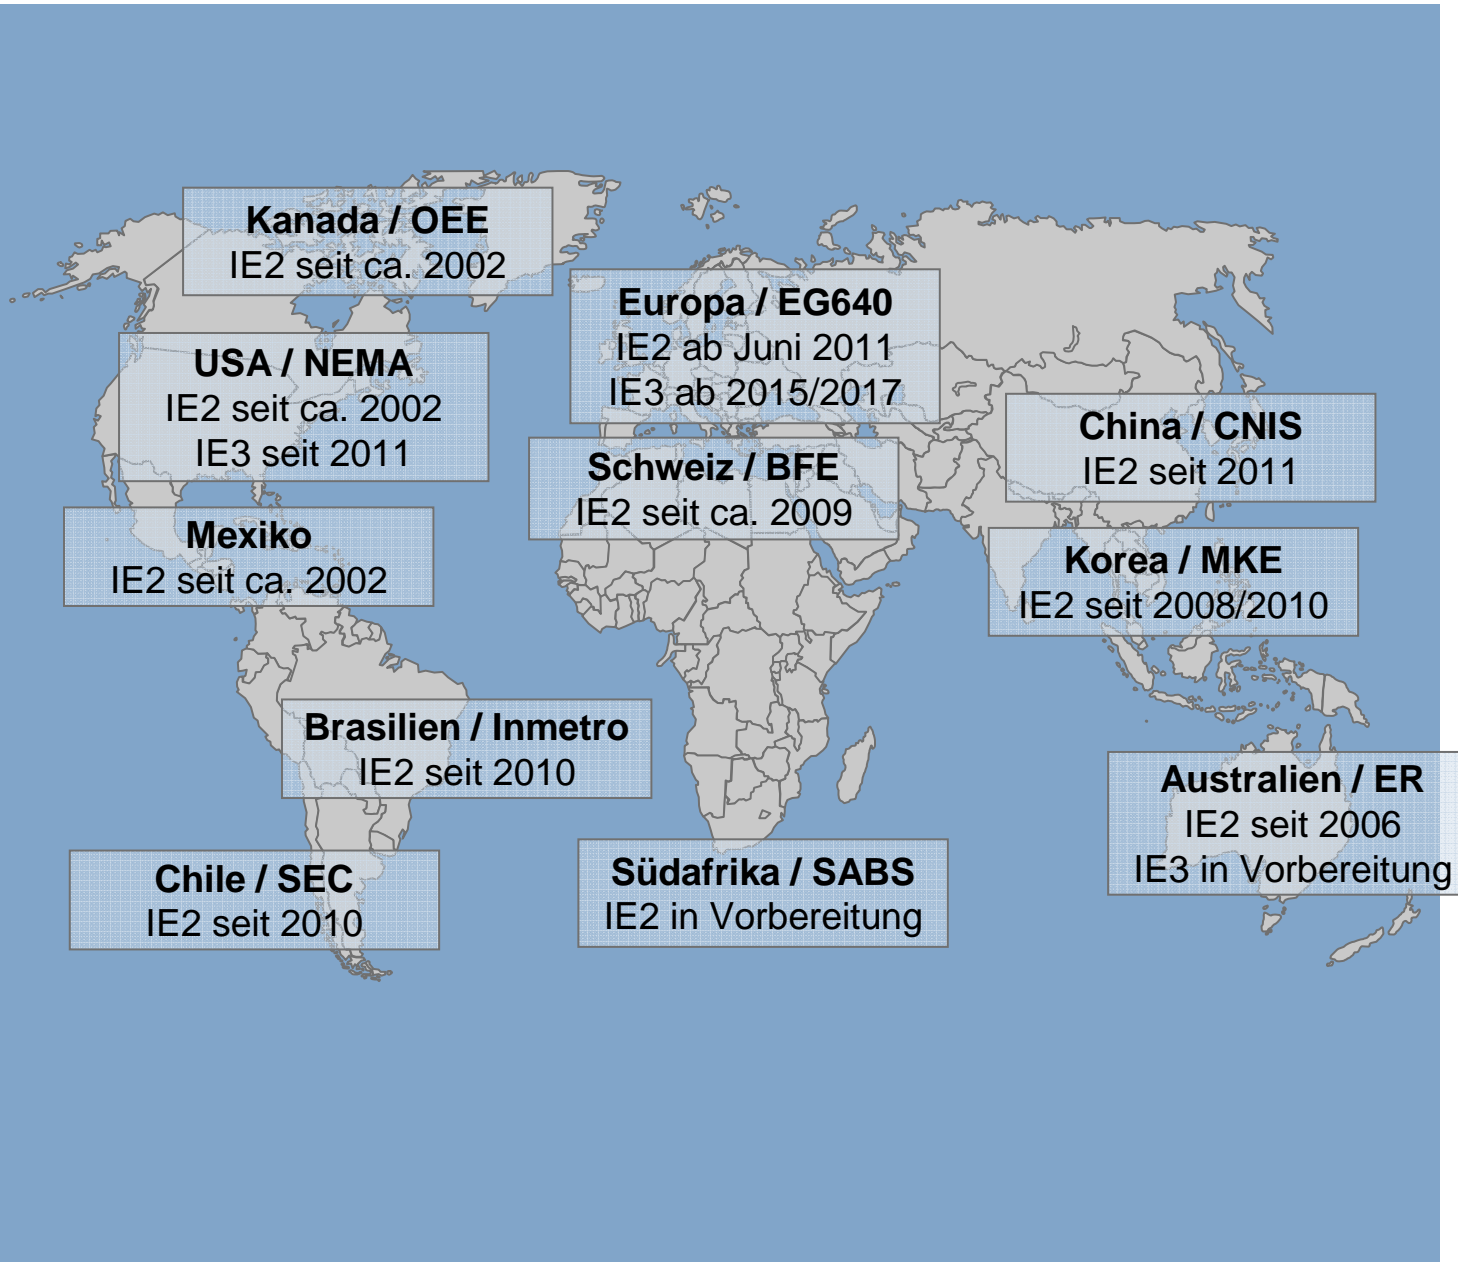 Kanada / OEE
IE2 seit ca. 2002
Europa / EG640
IE2 ab Juni 2011
IE3 ab 2015/2017
USA / NEMA
IE2 seit ca. 2002
IE3 seit 2011
China / CNIS
IE2 seit 2011
Schweiz / BFE
IE2 seit ca. 2009
Mexiko
IE2 seit ca. 2002
Korea / MKE
IE2 seit 2008/2010
Brasilien / Inmetro
IE2 seit 2010
Australien / ER
IE2 seit 2006
IE3 in Vorbereitung
Chile / SEC
IE2 seit 2010
Südafrika / SABS
IE2 in Vorbereitung